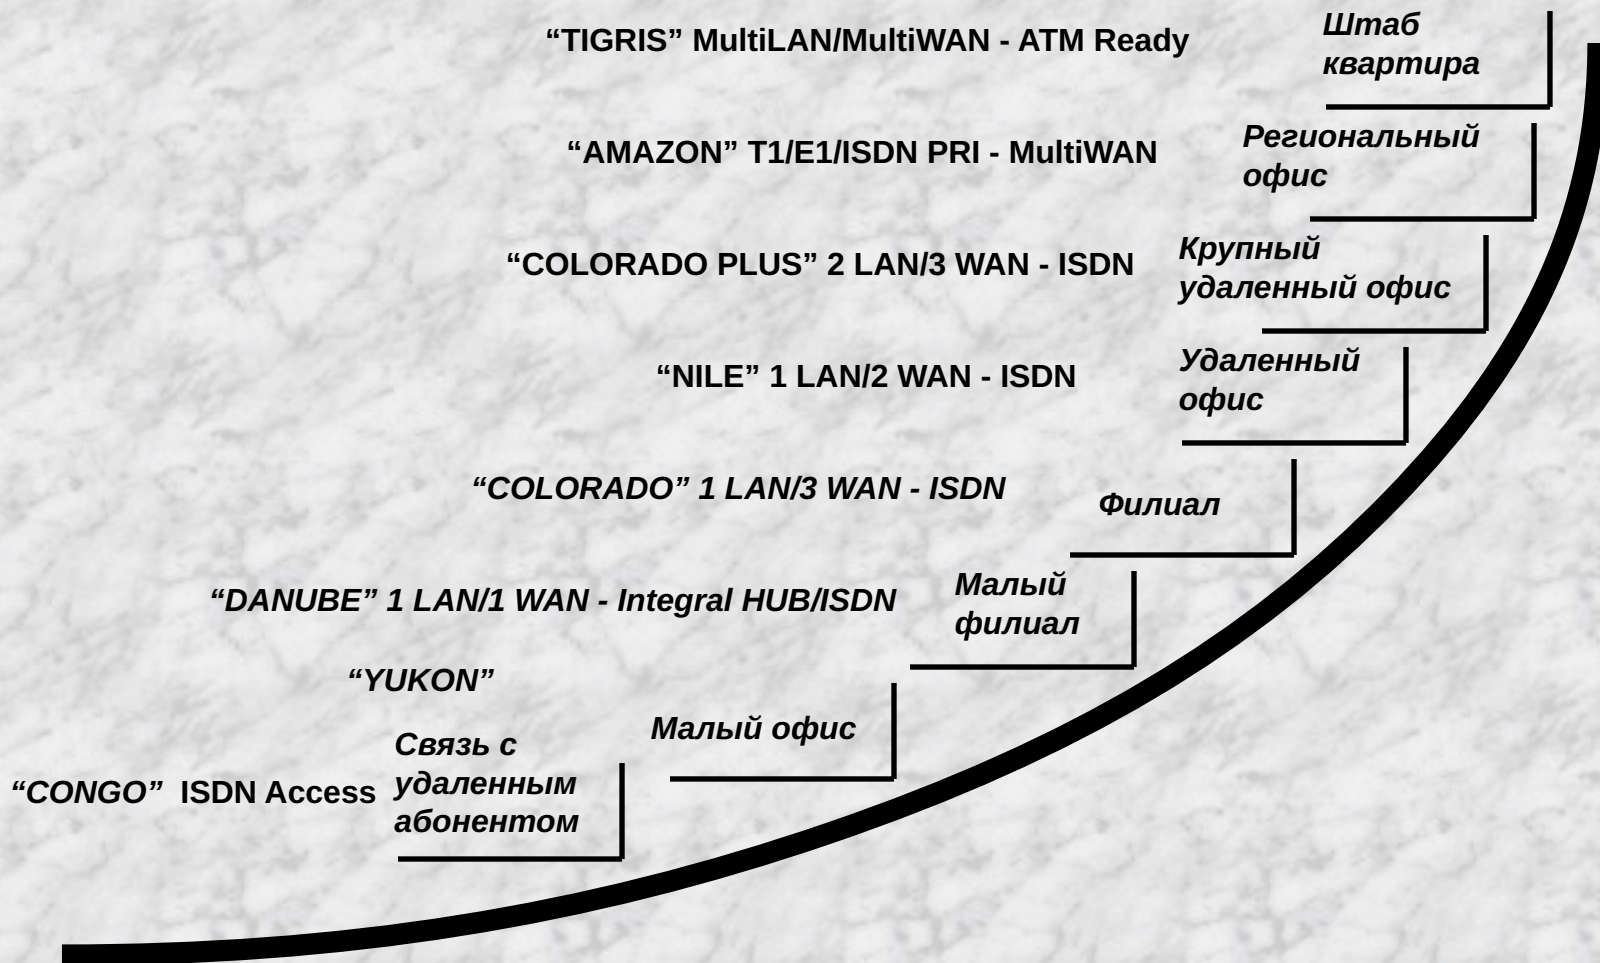 “TIGRIS” MultiLAN/MultiWAN - ATM Ready
Штаб
квартира
“AMAZON” T1/E1/ISDN PRI - MultiWAN
Региональный
офис
“COLORADO PLUS” 2 LAN/3 WAN - ISDN
Крупный
удаленный офис
“NILE” 1 LAN/2 WAN - ISDN
Удаленный
офис
“COLORADO” 1 LAN/3 WAN - ISDN
Филиал
“DANUBE” 1 LAN/1 WAN - Integral HUB/ISDN
Малый
филиал
“YUKON”
Малый офис
“CONGO”  ISDN Access
Связь с
удаленным
абонентом